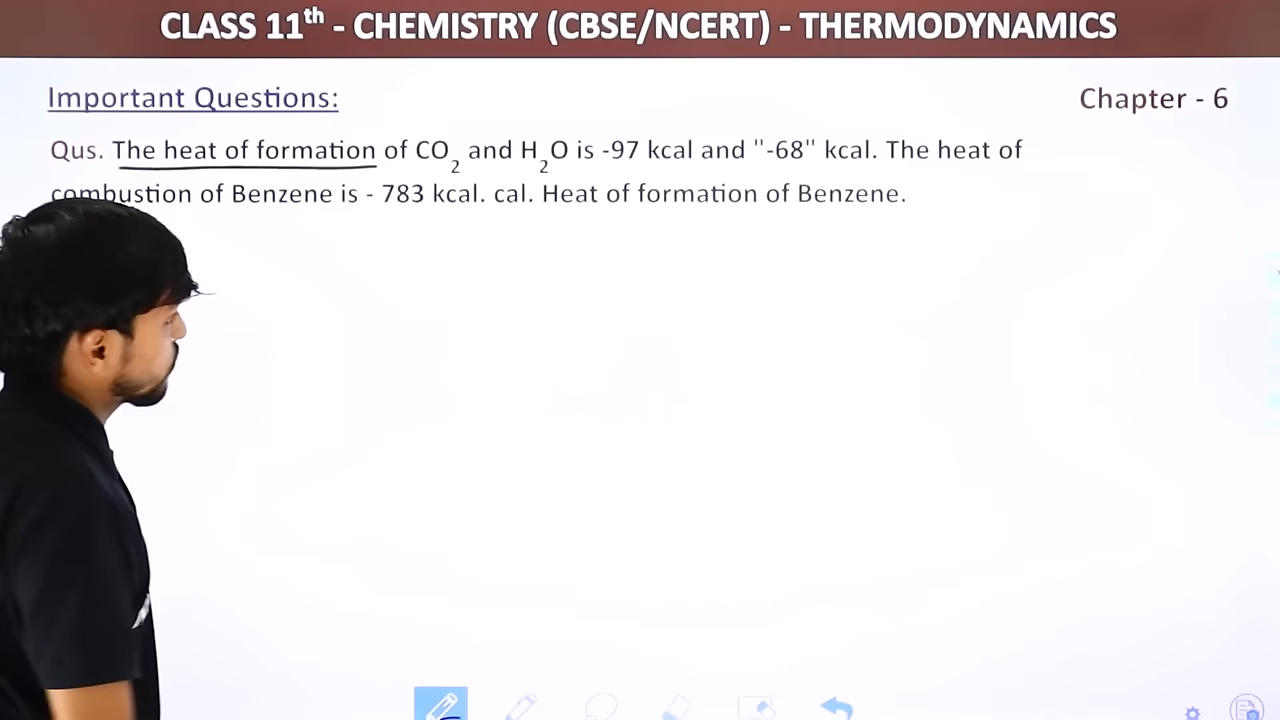 CLASS 11th - CHEMISTRY (CBSE/NCERT) - THERMODYNAMICS
Important Questions:
Chapter - 6
Qus. The heat of formation of CO2 and H2O is -97 kcal and "-68" kcal. The heat of
combustion of Benzene is - 783 kcal. cal. Heat of formation of Benzene.